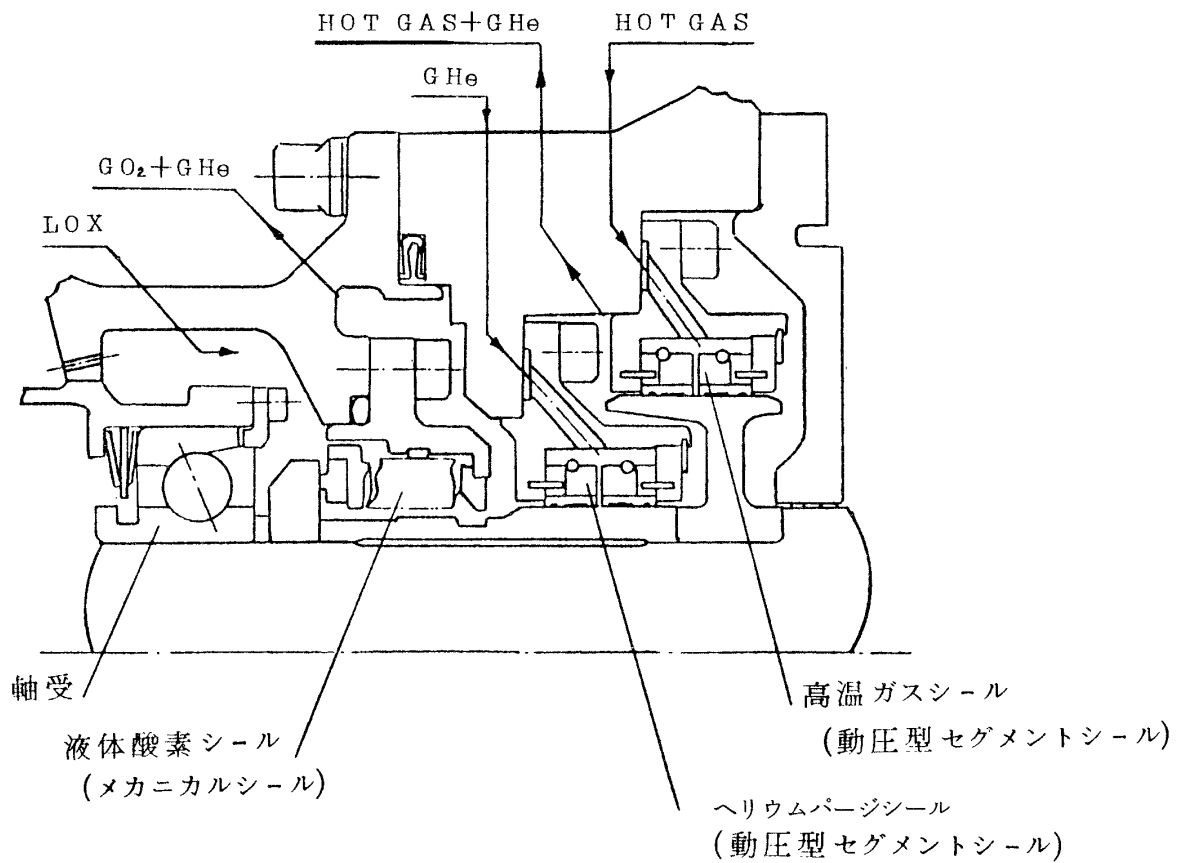 HOT GAS+GHe
HOT GAS
GHe
GO₂+GHe
LOX
軸受
液体酸素シール
(メカニカルシール)
高温ガスシール
(動圧型セグメントシール)
ヘリウムパージシール
(動圧型セグメントシール)